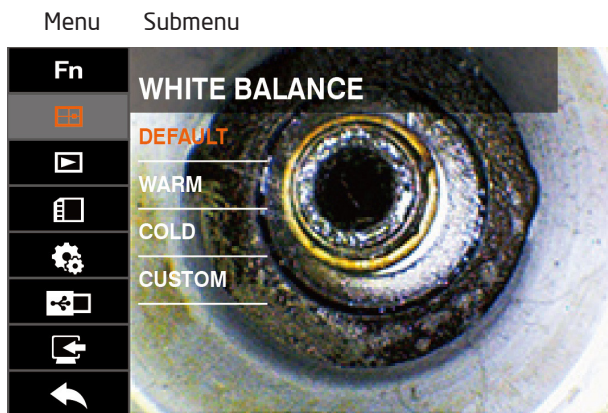 Menu Submenu
Fn
WHITE BALANCE
DEFAULT
WARM
COLD
CUSTOM